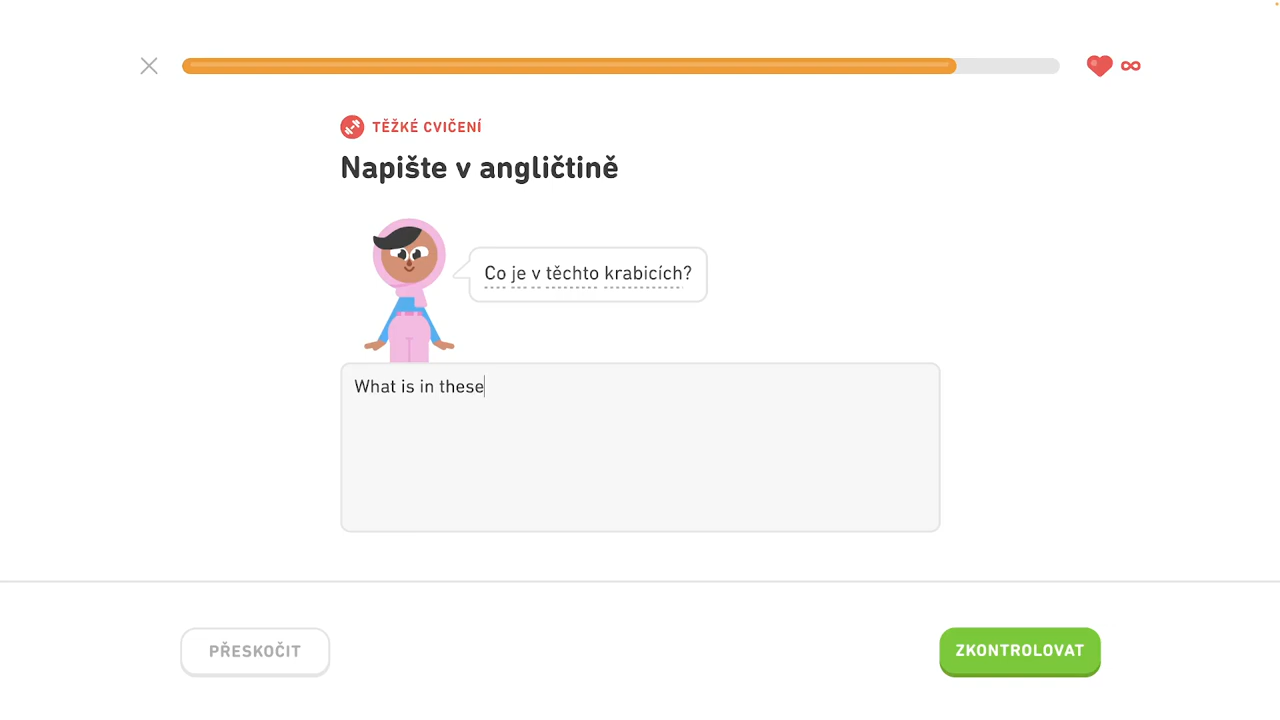 ∞
TĚŽKÉ CVIČENÍ
Napište v angličtině
Co je v těchto krabicích?
What is in these
PŘESKOČIT
ZKONTROLOVAT